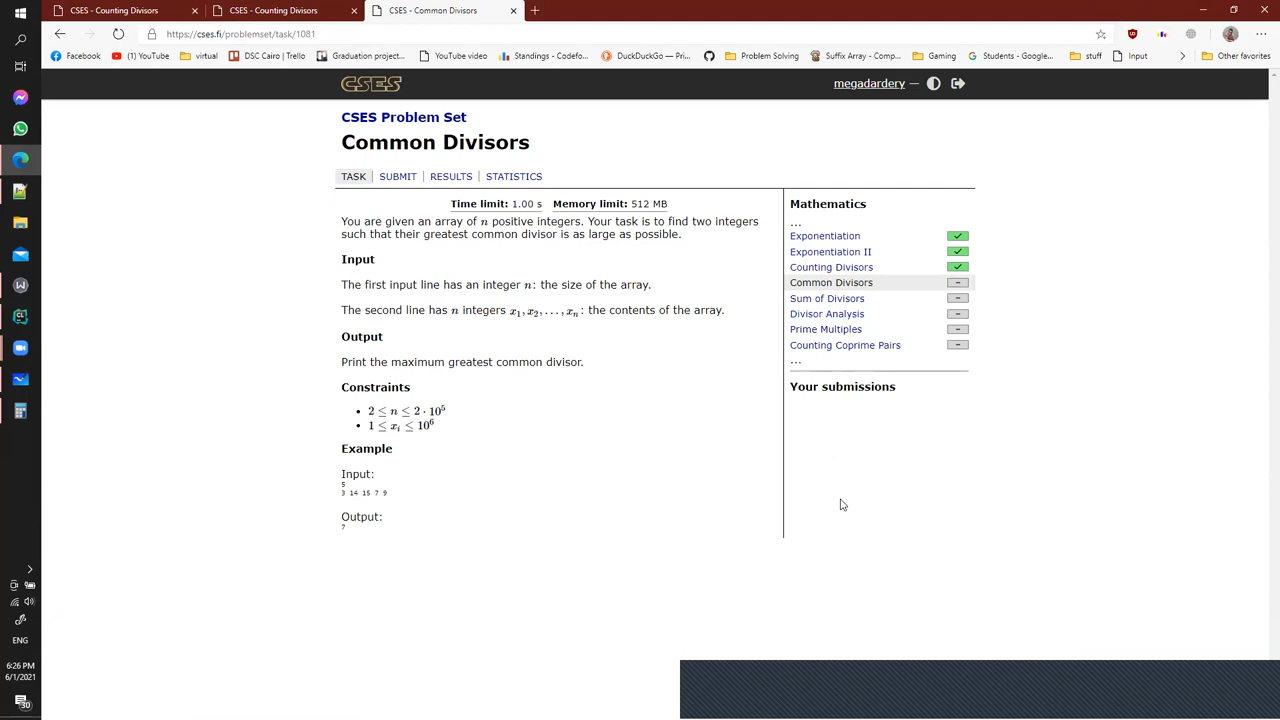 CSES - Counting Divisors
CSES - Counting Divisors
CSES - Common Divisors
https://cses.fi/problemset/task/1081
Facebook
(1) YouTube
virtual
DSC Cairo | Trello
Graduation project...
YouTube video
Standings - Codefo...
DuckDuckGo — Pri...
Problem Solving
Suffix Array - Comp...
Gaming
Students - Google...
stuff
Input
Other favorites
CSES
megadardery —
CSES Problem Set
Common Divisors
TASK | SUBMIT | RESULTS | STATISTICS
Time limit: 1.00 s Memory limit: 512 MB
You are given an array of n positive integers. Your task is to find two integers
such that their greatest common divisor is as large as possible.
Input
The first input line has an integer n: the size of the array.
The second line has n integers x₁, x₂, . . . , xₙ: the contents of the array.
Output
Print the maximum greatest common divisor.
Constraints
• 2 ≤ n ≤ 2 · 10⁵
• 1 ≤ xᵢ ≤ 10⁶
Example
Input:
5
3 14 15 7 9
Output:
7
Mathematics
...
Exponentiation
Exponentiation II
Counting Divisors
Common Divisors
Sum of Divisors
Divisor Analysis
Prime Multiples
Counting Coprime Pairs
...
Your submissions
ENG
6:26 PM
6/1/2021
30